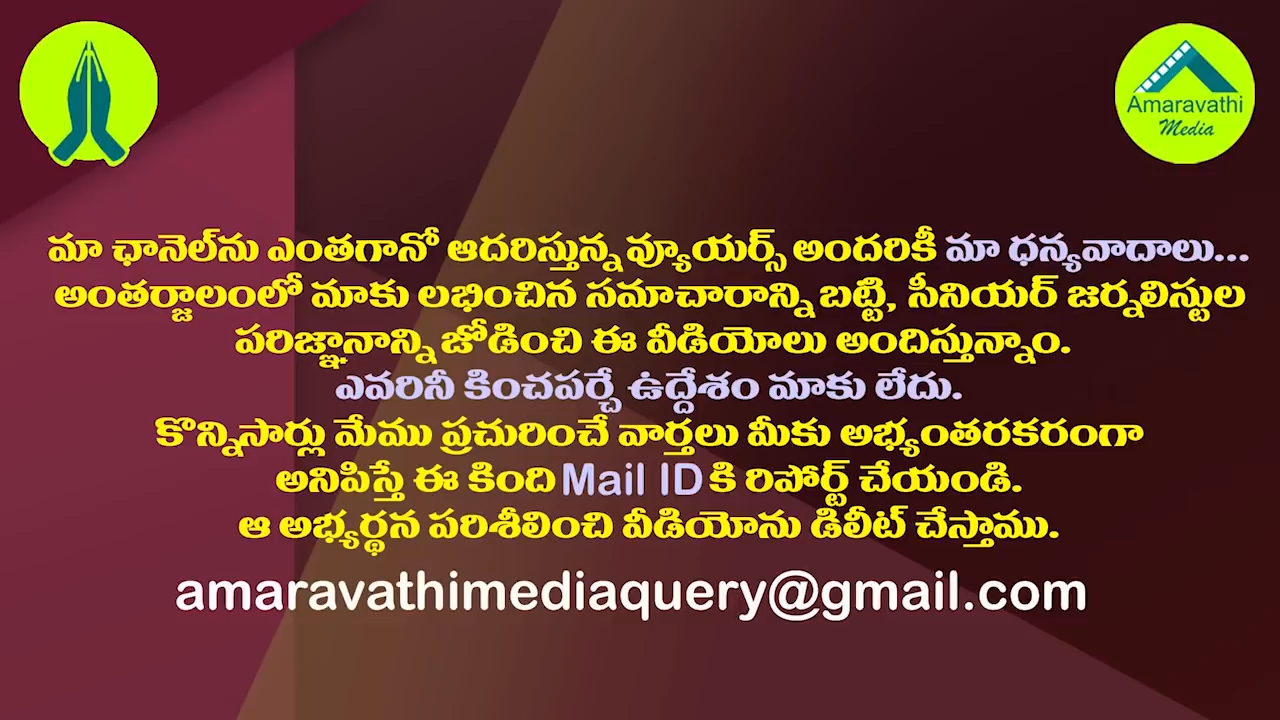 Amaravathi
Media
మా ఛానెల్‌ను ఎంతగానో ఆదరిస్తున్న వ్యూయర్స్ అందరికీ మా ధన్యవాదాలు...
అంతర్జాలంలో మాకు లభించిన సమాచారాన్ని బట్టి, సీనియర్ జర్నలిస్టుల
పరిజ్ఞానాన్ని జోడించి ఈ వీడియోలు అందిస్తున్నాం.
ఎవరినీ కించపర్చే ఉద్దేశం మాకు లేదు.
కొన్నిసార్లు మేము ప్రచురించే వార్తలు మీకు అభ్యంతరకరంగా
అనిపిస్తే ఈ కింది Mail ID కి రిపోర్ట్ చేయండి.
ఆ అభ్యర్థన పరిశీలించి వీడియోను డిలీట్ చేస్తాము.
amaravathimediaquery@gmail.com